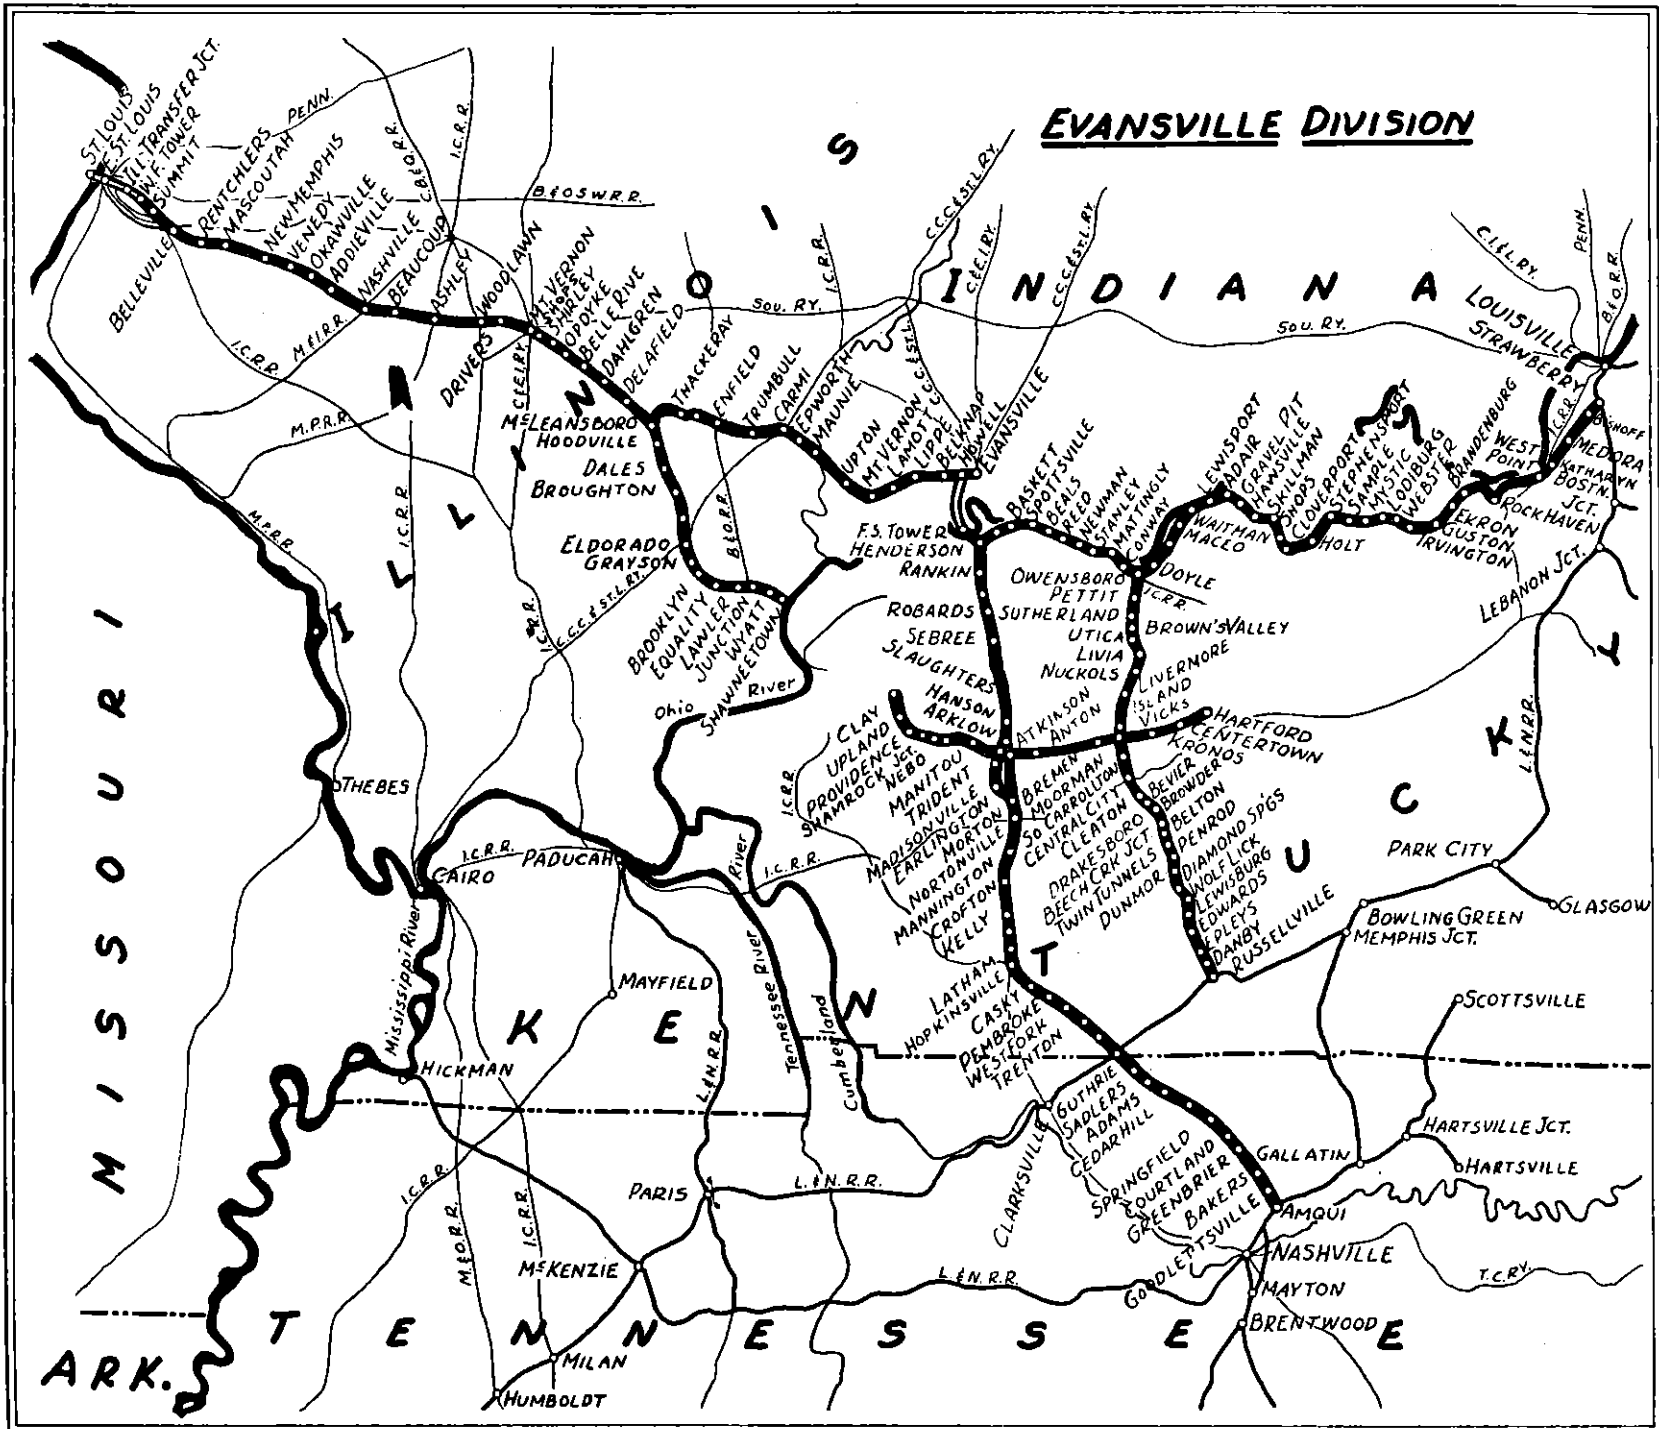 EVANSVILLE DIVISION
ST. LOUIS
E. ST. LOUIS
ILL. TRANSFER JCT.
W.F. TOWER
SUMMIT
BELLEVILLE
RENTCHLERS
MASCOUTAH
NEW MEMPHIS
VENEDY
OKAWVILLE
ADDIEVILLE
NASHVILLE
BEAUCOUP
ASHLEY
WOODLAWN
DRIVERS
MT. VERNON
SHOPS
SHIRLEY
OPDYKE
BELLE RIVE
DAHLGREN
DELAFIELD
MCLEANSBORO
HOODVILLE
DALES
BROUGHTON
ELDORADO
GRAYSON
BROOKLYN
EQUALITY
LAWLER
JUNCTION
WYATT
SHAWNEETOWN
THACKERAY
ENFIELD
TRUMBULL
CARMI
EPWORTH
MAUNIE
UPTON
MT. VERNON
LAMOTT
LIPPE
BELKNAP
HOWELL
EVANSVILLE
F.S. TOWER
HENDERSON
RANKIN
ROBARDS
SEBREE
SLAUGHTERS
HANSON
ARKLOW
BASKETT
SPOTTSVILLE
BEALS
REED
NEWMAN
STANLEY
MATTINGLY
CONWAY
OWENSBORO
PETTIT
SUTHERLAND
UTICA
LIVIA
NUCKOLS
BROWN'S VALLEY
LIVERMORE
ISLAND
VICKS
DOYLE
MACEO
WAITMAN
LEWISPORT
ADAIR
GRAVEL PIT
HAWSVILLE
SKILLMAN
SHOPS
CLOVERPORT
HOLT
STEPHENSPORT
SAMPLE
MYSTIC
LODIBURG
WEBSTER
IRVINGTON
GUSTON
EKRON
BRANDENBURG
ROCK HAVEN
WEST
POINT
KATHARYN
BOSTN.
JCT.
MEDORA
BISHOFF
STRAWBERRY
LOUISVILLE
LEBANON JCT.
CLAY
UPLAND
PROVIDENCE
SHAMROCK JCT.
NEBO
MANITOU
TRIDENT
MADISONVILLE
EARLINGTON
MORTON
NORTONVILLE
MANNINGTON
CROFTON
KELLY
LATHAM
HOPKINSVILLE
CASKY
PEMBROKE
WESTFORK
TRENTON
ATKINSON
ANTON
BREMEN
MOORMAN
SO. CARROLLTON
CENTRAL CITY
CLEATON
DRAKESBORO
BEECH CRK JCT.
TWIN TUNNELS
DUNMOR
HARTFORD
CENTERTOWN
KRONOS
BEVIER
BROWDEROS
BELTON
PENROD
DIAMOND SP'GS
WOLF LICK
LEWISBURG
EDWARDS
EPLEYS
DANBY
RUSSELLVILLE
GUTHRIE
SADLERS
ADAMS
CEDAR HILL
SPRINGFIELD
COURTLAND
GREENBRIER
BAKERS
GOODLETTSVILLE
AMQUI
NASHVILLE
MAYTON
BRENTWOOD
GALLATIN
HARTSVILLE JCT.
HARTSVILLE
SCOTTSVILLE
BOWLING GREEN
MEMPHIS JCT.
PARK CITY
GLASGOW
CLARKSVILLE
PARIS
MCKENZIE
MILAN
HUMBOLDT
HICKMAN
MAYFIELD
PADUCAH
CAIRO
THEBES
Ohio River
Mississippi River
Tennessee River
Cumberland
River
PENN.
C.B.&Q.R.R.
I.C.R.R.
B.&O.S.W.R.R.
M.&I.R.R.
I.C.R.R.
M.P.R.R.
M.P.R.R.
I.C.R.R.
C.&E.I.RY.
SOU. RY.
I.C.R.R.
C.C.C.&ST.L.RY.
C.&E.I.RY.
C.C.C.&ST.L.RY.
C.C.C.&ST.L.
B.&O.R.R.
C.C.C.&ST.L.RY.
I.C.R.R.
SOU. RY.
C.I.&L.RY.
PENN.
B.&O.R.R.
I.C.R.R.
I.C.R.R.
L.&N.R.R.
I.C.R.R.
I.C.R.R.
I.C.R.R.
L.&N.R.R.
L.&N.R.R.
I.C.R.R.
M.&O.R.R.
I.C.R.R.
L.&N.R.R.
T.C.RY.
ILLINOIS
INDIANA
MISSOURI
KENTUCKY
TENNESSEE
ARK.